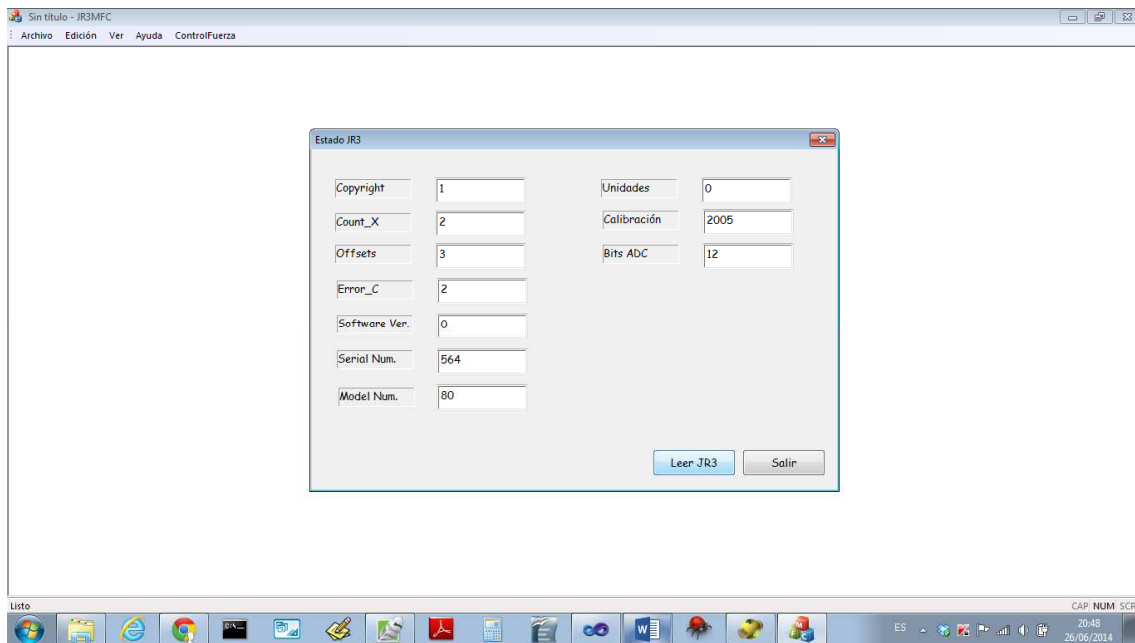 Sin título - JR3MFC
Archivo Edición Ver Ayuda ControlFuerza
Estado JR3
Copyright 1 Unidades 0
Count_X 2 Calibración 2005
Offsets 3 Bits ADC 12
Error_C 2
Software Ver. 0
Serial Num. 564
Model Num. 80
Leer JR3 Salir
Listo CAP NUM SCR
ES 20:48
26/06/2014